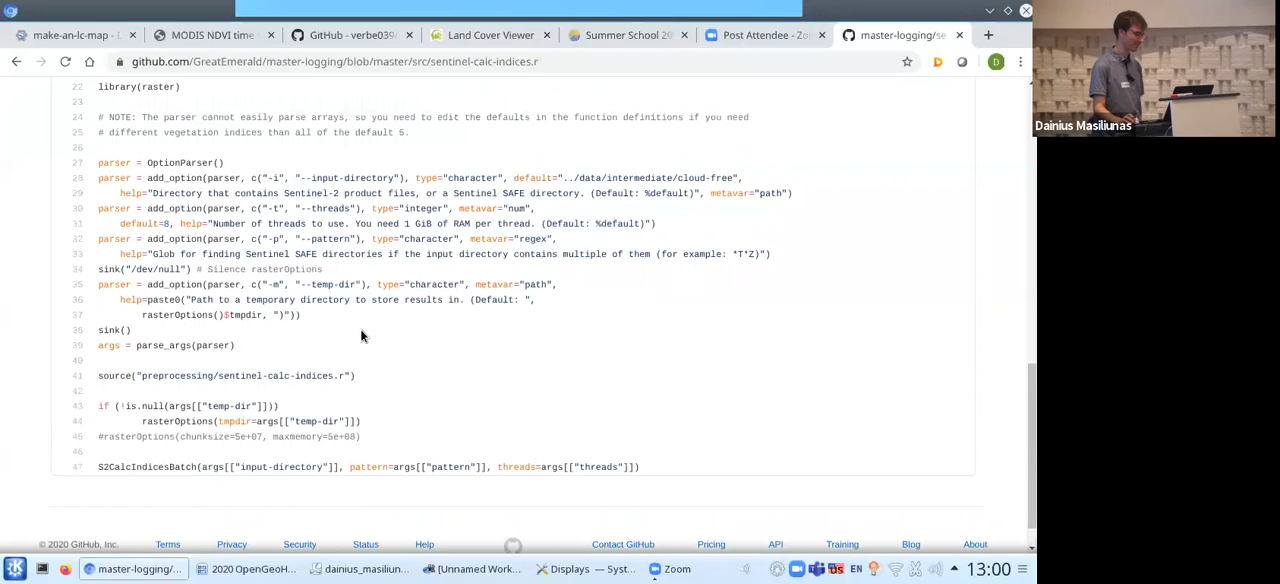 make-an-lc-map - 
MODIS NDVI time
GitHub - verbe039
Land Cover Viewer
Summer School 2
Post Attendee - Zo
master-logging/se
github.com/GreatEmerald/master-logging/blob/master/src/sentinel-calc-indices.r
D
Dainius Masiliunas
22 library(raster)
23
24 # NOTE: The parser cannot easily parse arrays, so you need to edit the defaults in the function definitions if you need
25 # different vegetation indices than all of the default 5.
26
27 parser = OptionParser()
28 parser = add_option(parser, c("-i", "--input-directory"), type="character", default="../data/intermediate/cloud-free",
29 help="Directory that contains Sentinel-2 product files, or a Sentinel SAFE directory. (Default: %default)", metavar="path")
30 parser = add_option(parser, c("-t", "--threads"), type="integer", metavar="num",
31 default=8, help="Number of threads to use. You need 1 GiB of RAM per thread. (Default: %default)")
32 parser = add_option(parser, c("-p", "--pattern"), type="character", metavar="regex",
33 help="Glob for finding Sentinel SAFE directories if the input directory contains multiple of them (for example: *T*Z)")
34 sink("/dev/null") # Silence rasterOptions
35 parser = add_option(parser, c("-m", "--temp-dir"), type="character", metavar="path",
36 help=paste0("Path to a temporary directory to store results in. (Default: ",
37 rasterOptions()$tmpdir, ")"))
38 sink()
39 args = parse_args(parser)
40
41 source("preprocessing/sentinel-calc-indices.r")
42
43 if (!is.null(args[["temp-dir"]]))
44 rasterOptions(tmpdir=args[["temp-dir"]])
45 #rasterOptions(chunksize=5e+07, maxmemory=5e+08)
46
47 S2CalcIndicesBatch(args[["input-directory"]], pattern=args[["pattern"]], threads=args[["threads"]])
© 2020 GitHub, Inc. Terms Privacy Security Status Help Contact GitHub Pricing API Training Blog About
master-logging/... 2020 OpenGeoH... dainius_masiliun... [Unnamed Work... Displays — Syst... Zoom EN 13:00